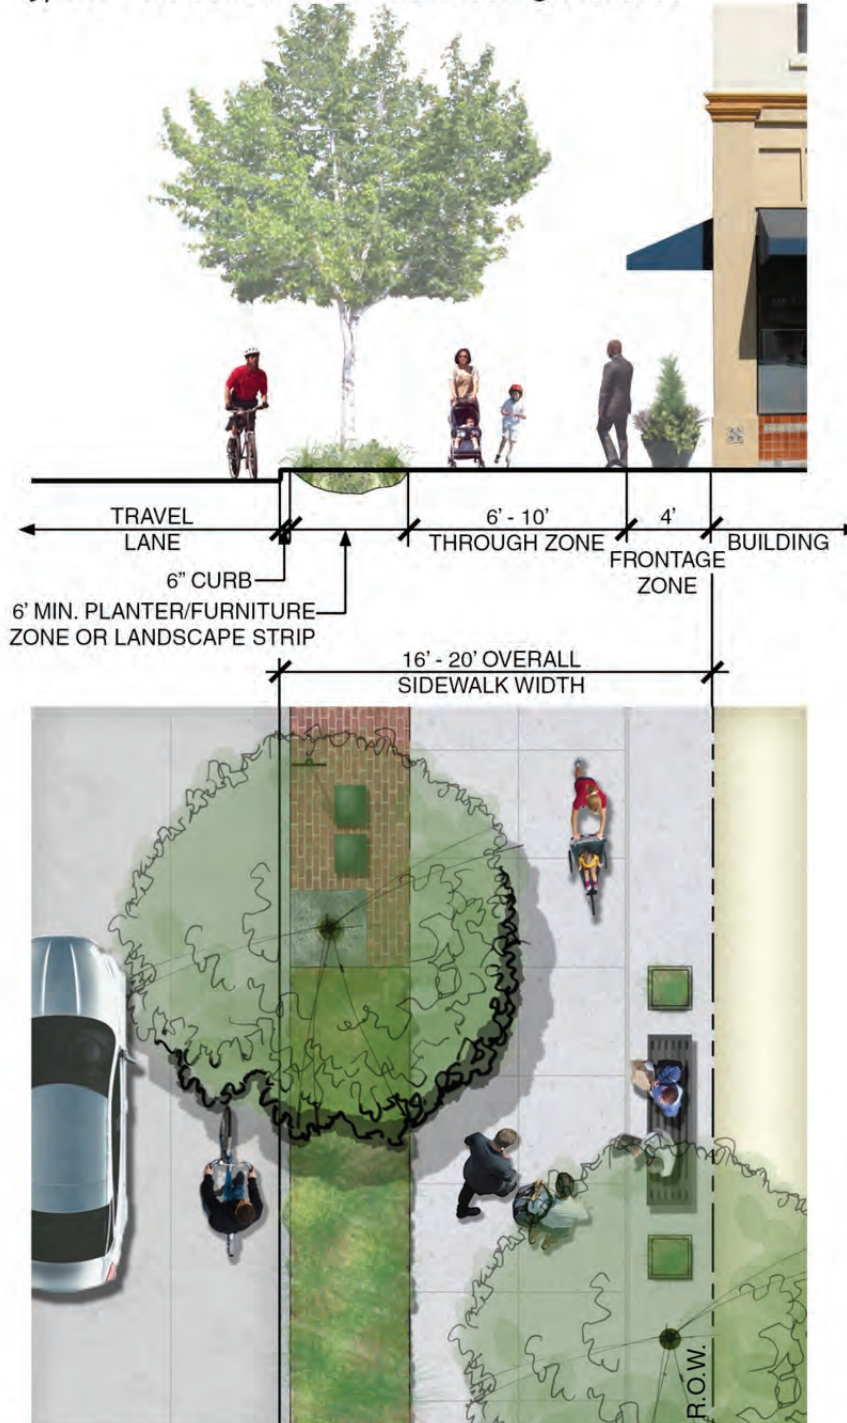 TRAVEL
LANE
6' - 10'
THROUGH ZONE
4'
FRONTAGE
ZONE
BUILDING
6" CURB
6' MIN. PLANTER/FURNITURE
ZONE OR LANDSCAPE STRIP
16' - 20' OVERALL
SIDEWALK WIDTH
R.O.W.